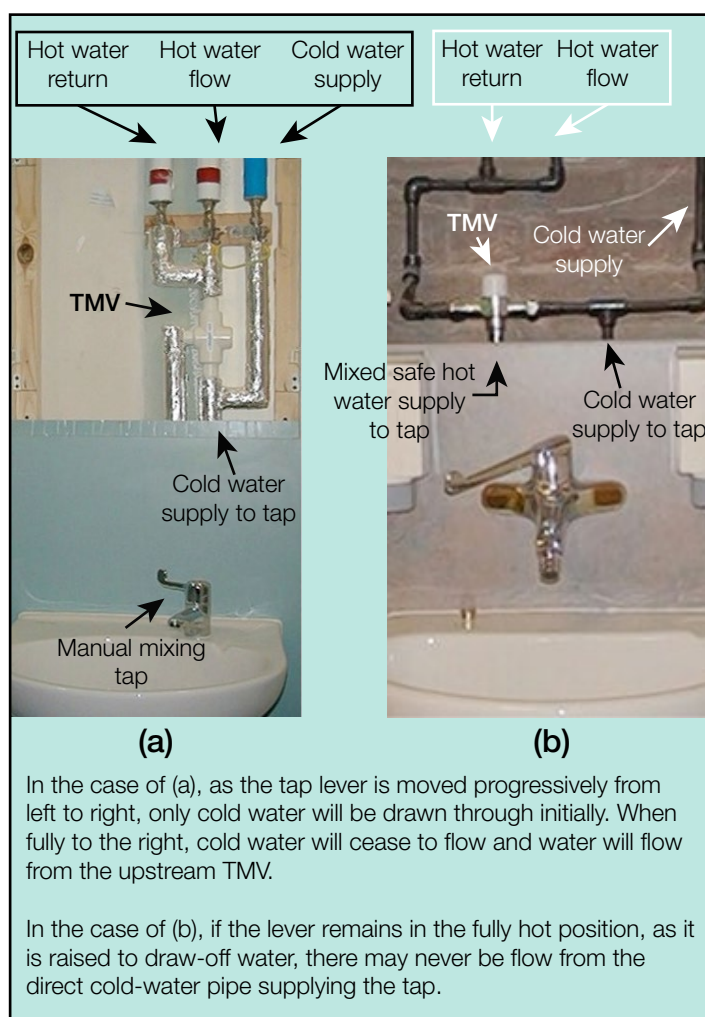 Hot water
return
Hot water
flow
Cold water
supply
Hot water
return
Hot water
flow
TMV
Cold water
supply to tap
Manual mixing
tap
TMV
Cold water
supply
Mixed safe hot
water supply
to tap
Cold water
supply to tap
(a)
(b)
In the case of (a), as the tap lever is moved progressively from
left to right, only cold water will be drawn through initially. When
fully to the right, cold water will cease to flow and water will flow
from the upstream TMV.
In the case of (b), if the lever remains in the fully hot position, as it
is raised to draw-off water, there may never be flow from the
direct cold-water pipe supplying the tap.